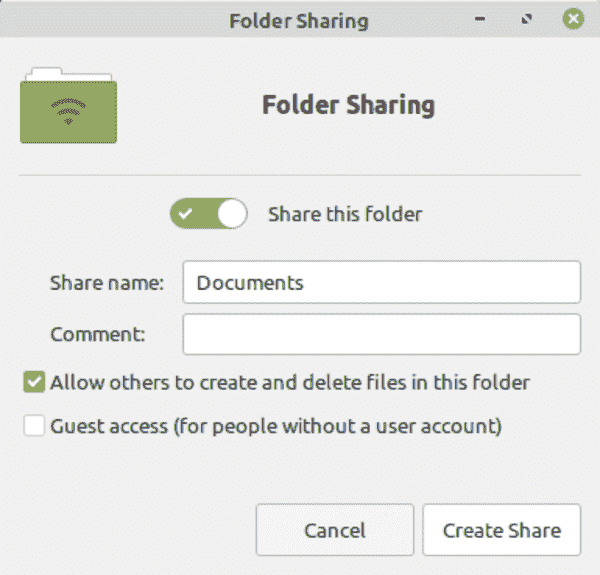 Folder Sharing
Folder Sharing
Share this folder
Share name: Documents
Comment:
Allow others to create and delete files in this folder
Guest access (for people without a user account)
Cancel Create Share